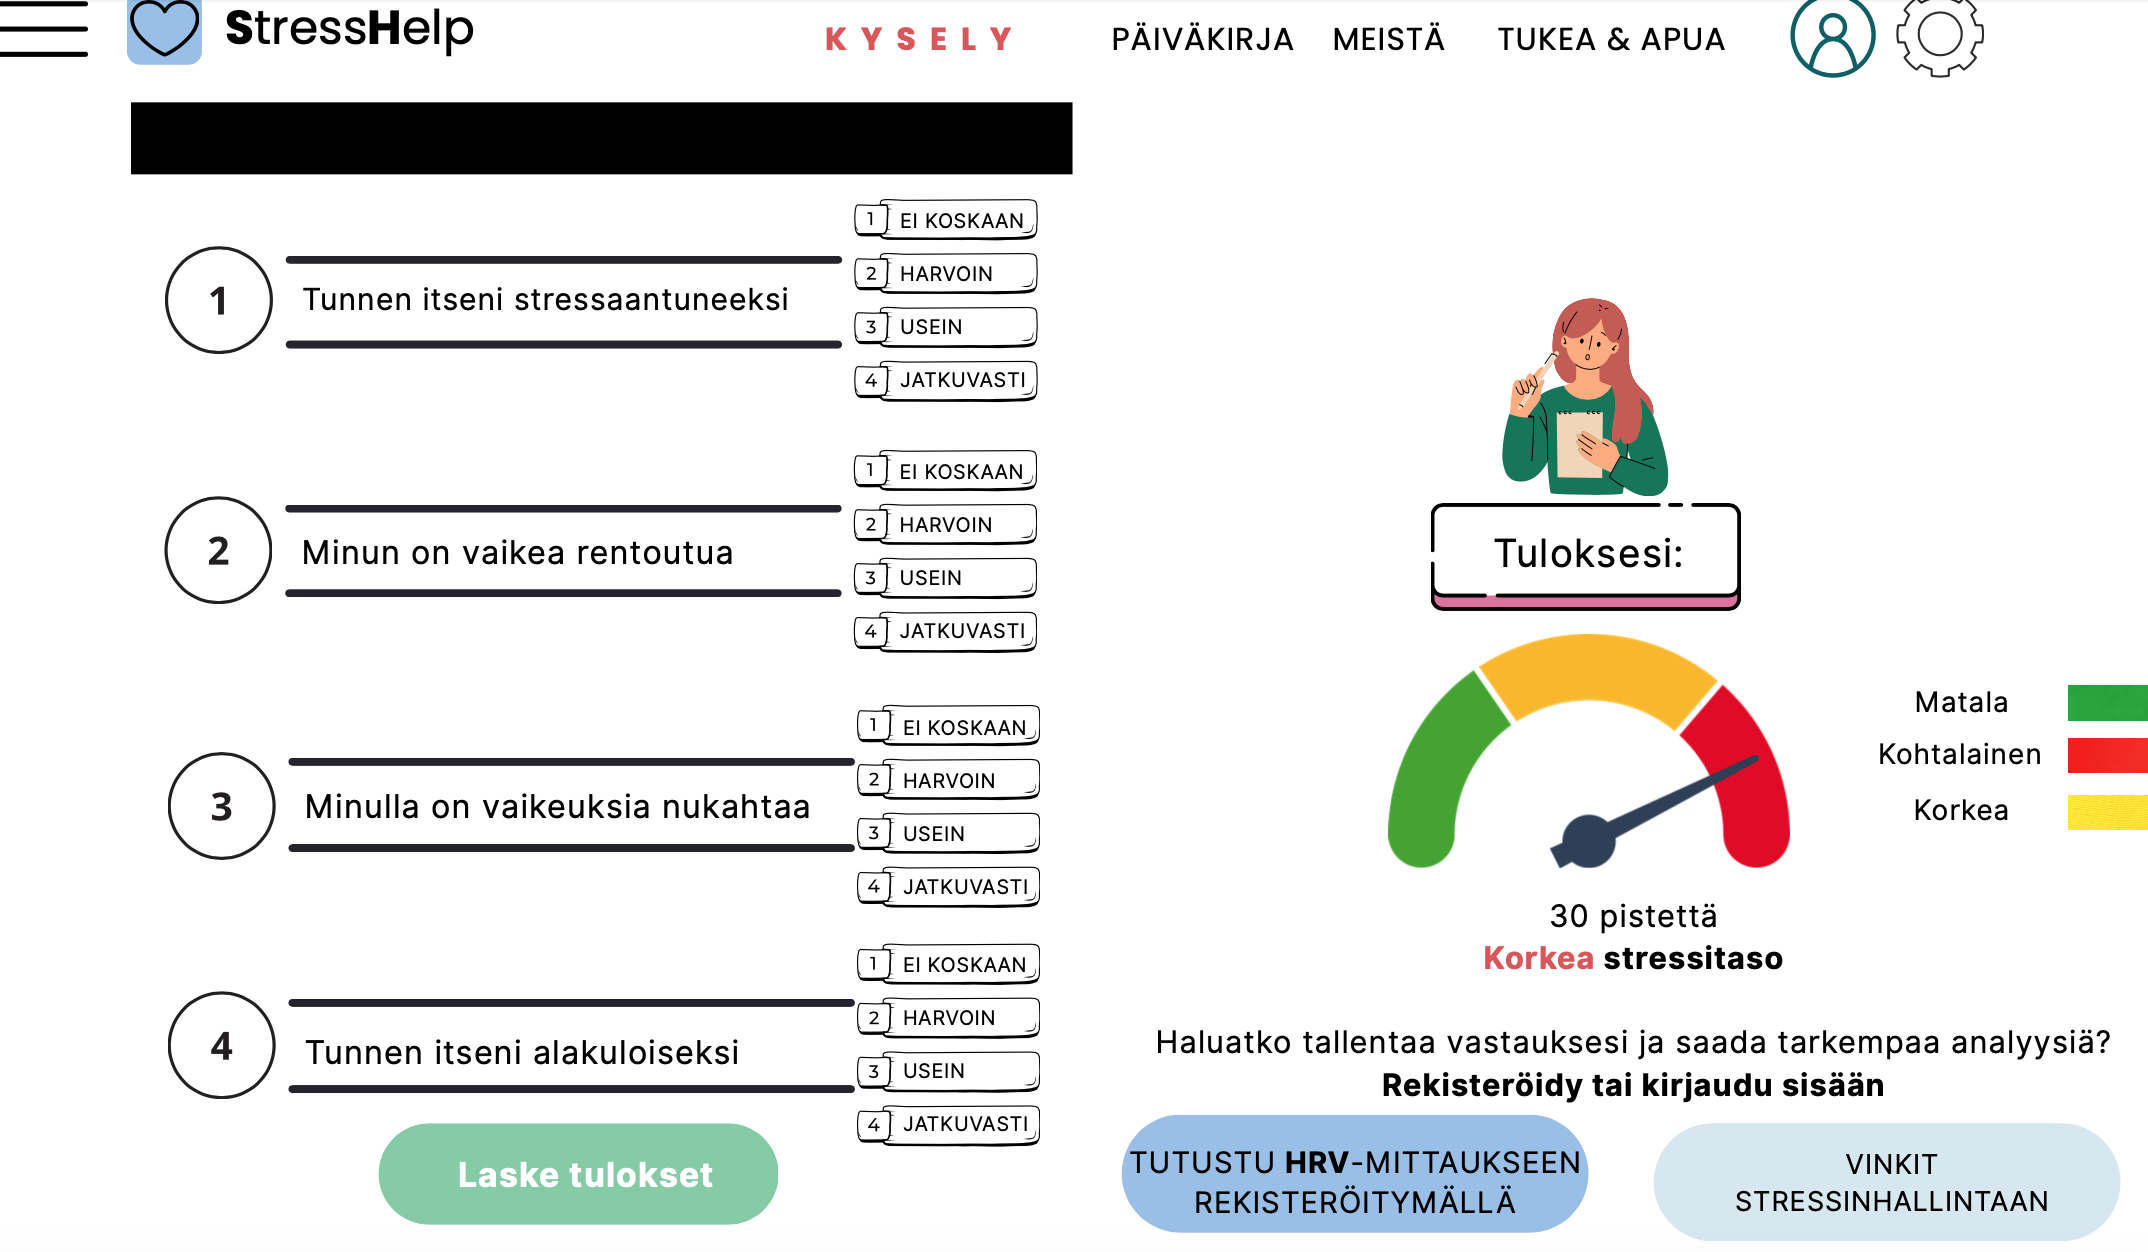 StressHelp
KYSELY
PÄIVÄKIRJA
MEISTÄ
TUKEA & APUA
1
Tunnen itseni stressaantuneeksi
1 EI KOSKAAN
2 HARVOIN
3 USEIN
4 JATKUVASTI
2
Minun on vaikea rentoutua
1 EI KOSKAAN
2 HARVOIN
3 USEIN
4 JATKUVASTI
3
Minulla on vaikeuksia nukahtaa
1 EI KOSKAAN
2 HARVOIN
3 USEIN
4 JATKUVASTI
4
Tunnen itseni alakuloiseksi
1 EI KOSKAAN
2 HARVOIN
3 USEIN
4 JATKUVASTI
Laske tulokset
Tuloksesi:
Matala
Kohtalainen
Korkea
30 pistettä
Korkea stressitaso
Haluatko tallentaa vastauksesi ja saada tarkempaa analyysiä?
Rekisteröidy tai kirjaudu sisään
TUTUSTU HRV-MITTAUKSEEN
REKISTERÖITYMÄLLÄ
VINKIT
STRESSINHALLINTAAN